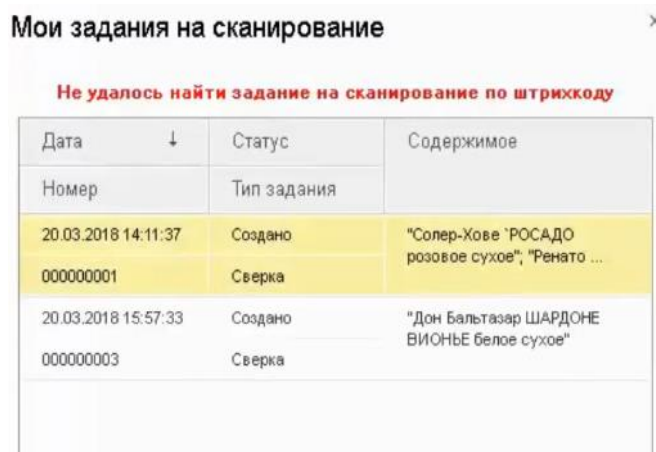 Мои задания на сканирование
Не удалось найти задание на сканирование по штрихкоду
Дата ↓ Статус Содержимое
Номер Тип задания
20.03.2018 14:11:37 Создано "Солер-Хове `РОСАДО
розовое сухое"; "Ренато ...
000000001 Сверка
20.03.2018 15:57:33 Создано "Дон Бальтазар ШАРДОНЕ
ВИОНЬЕ белое сухое"
000000003 Сверка